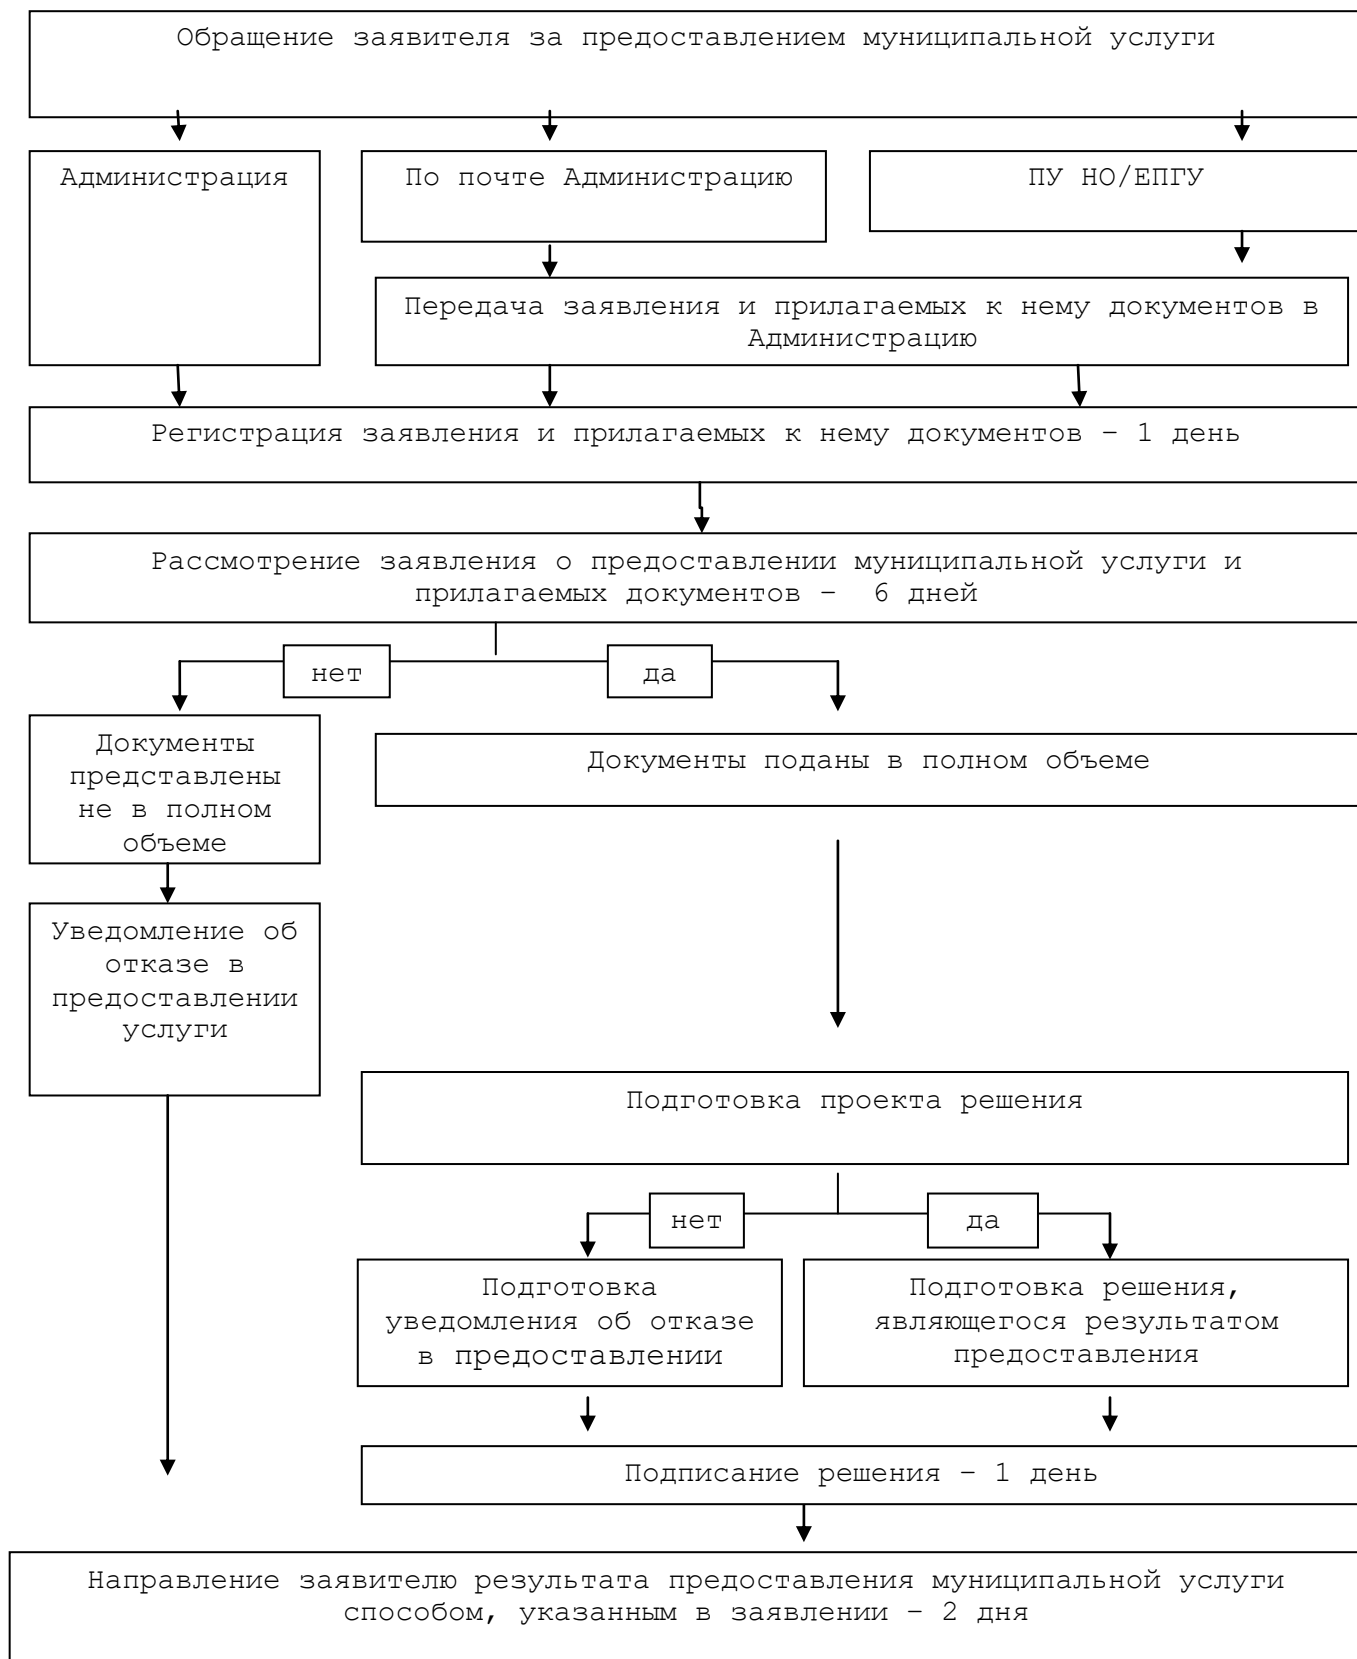 Обращение заявителя за предоставлением муниципальной услуги
Администрация
По почте Администрацию
ПУ НО/ЕПГУ
Передача заявления и прилагаемых к нему документов в
Администрацию
Регистрация заявления и прилагаемых к нему документов – 1 день
Рассмотрение заявления о предоставлении муниципальной услуги и
прилагаемых документов –  6 дней
нет
да
Документы
представлены
не в полном
объеме
Документы поданы в полном объеме
Уведомление об
отказе в
предоставлении
услуги
Подготовка проекта решения
нет
да
Подготовка
уведомления об отказе
в предоставлении
Подготовка решения,
являющегося результатом
предоставления
Подписание решения – 1 день
Направление заявителю результата предоставления муниципальной услуги
способом, указанным в заявлении – 2 дня